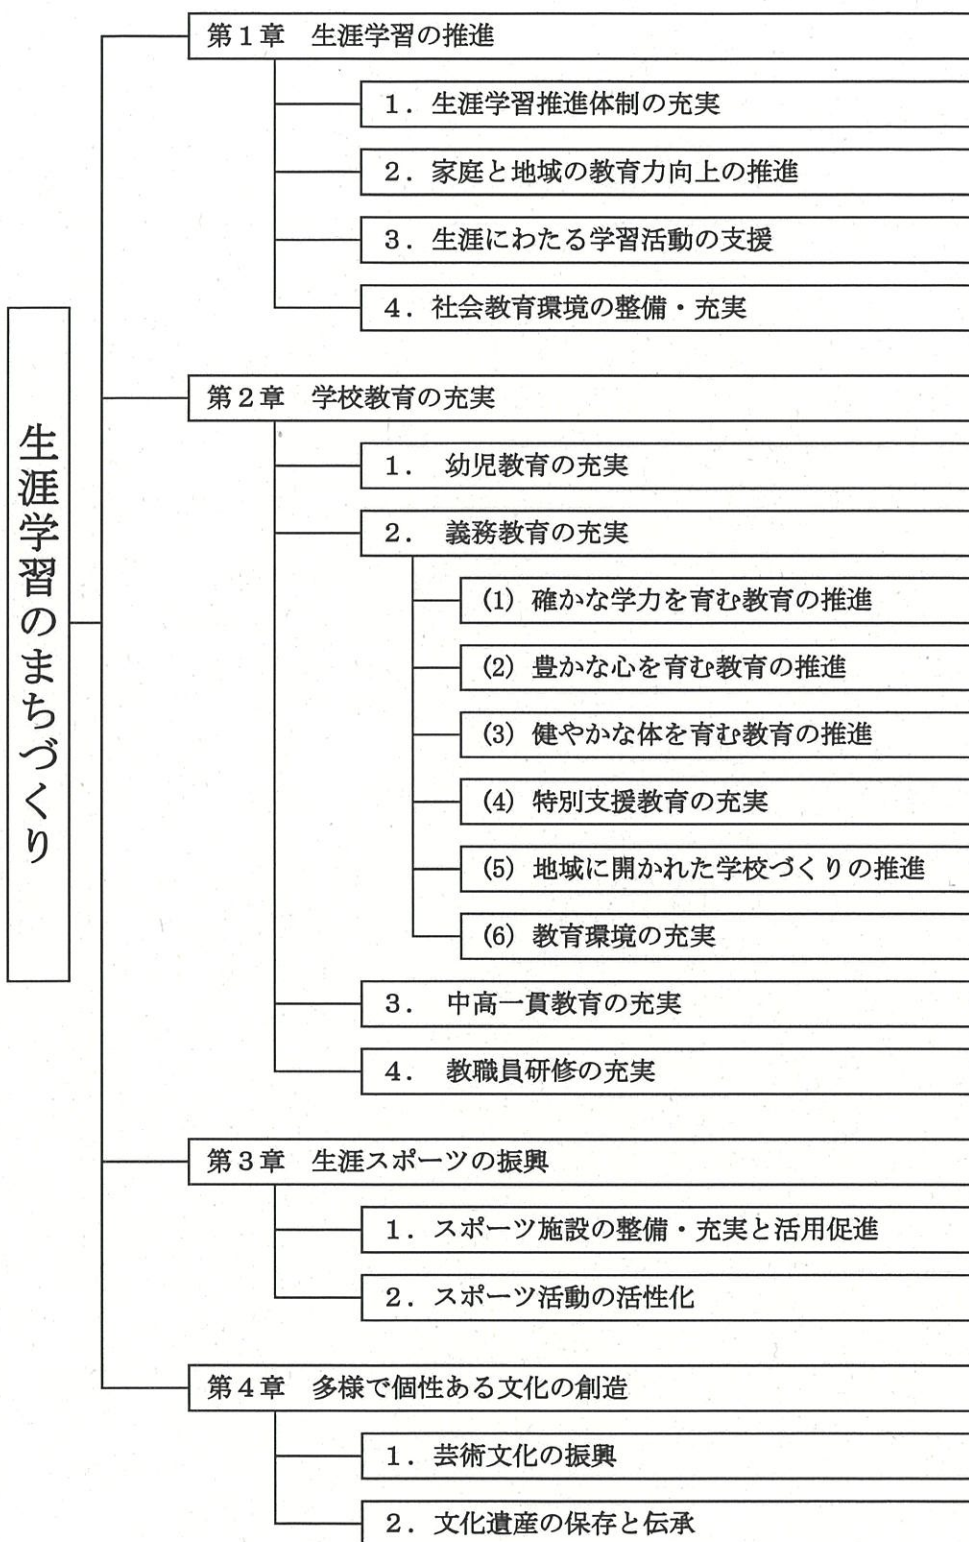 生涯学習のまちづくり
第1章　生涯学習の推進
1．生涯学習推進体制の充実
2．家庭と地域の教育力向上の推進
3．生涯にわたる学習活動の支援
4．社会教育環境の整備・充実
第2章　学校教育の充実
1．　幼児教育の充実
2．　義務教育の充実
(1) 確かな学力を育む教育の推進
(2) 豊かな心を育む教育の推進
(3) 健やかな体を育む教育の推進
(4) 特別支援教育の充実
(5) 地域に開かれた学校づくりの推進
(6) 教育環境の充実
3．　中高一貫教育の充実
4．　教職員研修の充実
第3章　生涯スポーツの振興
1．スポーツ施設の整備・充実と活用促進
2．スポーツ活動の活性化
第4章　多様で個性ある文化の創造
1．芸術文化の振興
2．文化遺産の保存と伝承